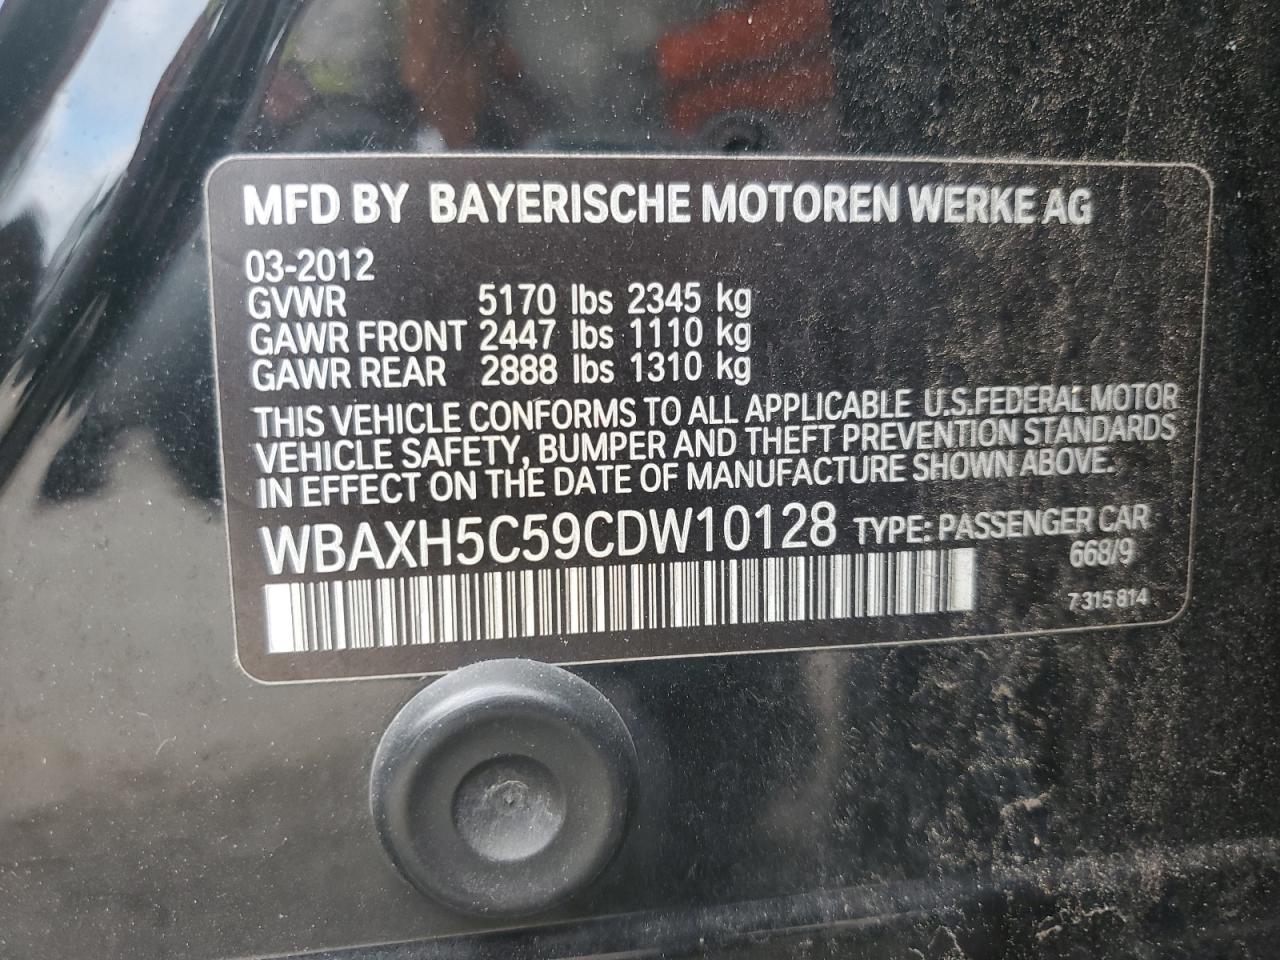 MFD BY BAYERISCHE MOTOREN WERKE AG
03-2012
GVWR 5170 lbs 2345 kg
GAWR FRONT 2447 lbs 1110 kg
GAWR REAR 2888 lbs 1310 kg
THIS VEHICLE CONFORMS TO ALL APPLICABLE U.S.FEDERAL MOTOR
VEHICLE SAFETY, BUMPER AND THEFT PREVENTION STANDARDS
IN EFFECT ON THE DATE OF MANUFACTURE SHOWN ABOVE.
WBAXH5C59CDW10128 TYPE: PASSENGER CAR
668/9
7 315 814